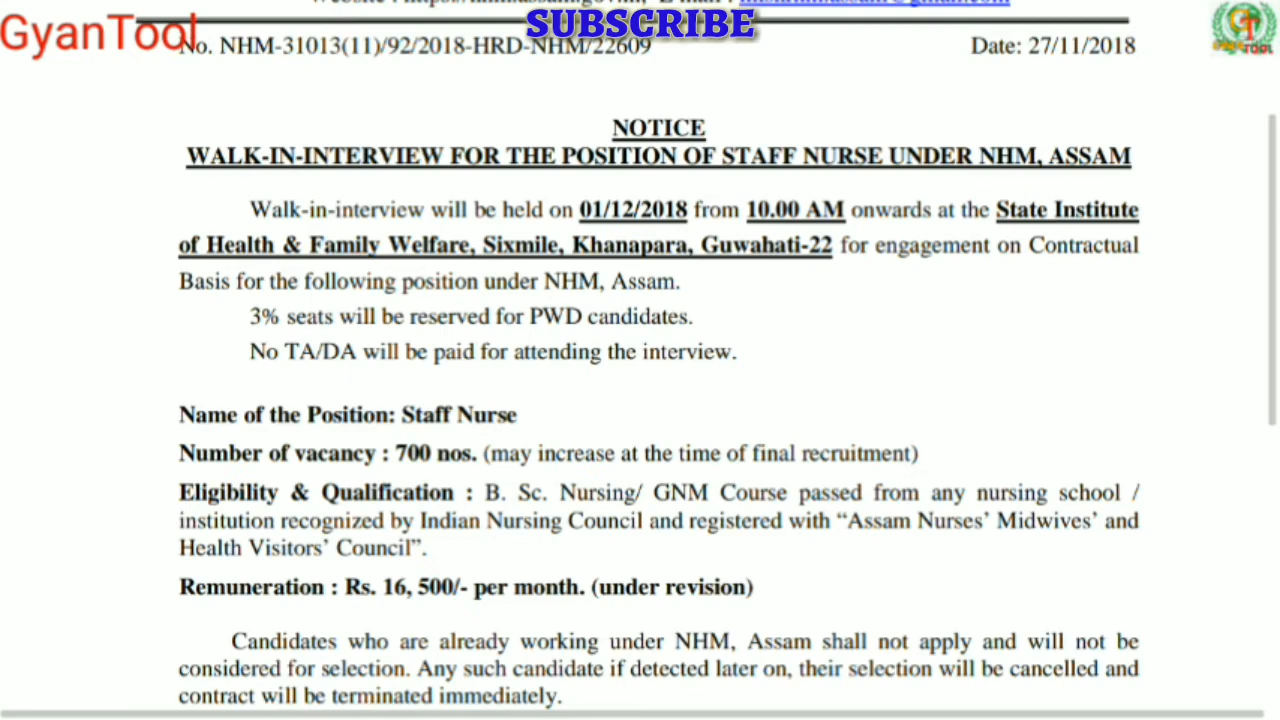 SUBSCRIBE
GyanTool
No. NHM-31013(11)/92/2018-HRD-NHM/22609 Date: 27/11/2018
NOTICE
WALK-IN-INTERVIEW FOR THE POSITION OF STAFF NURSE UNDER NHM, ASSAM
Walk-in-interview will be held on 01/12/2018 from 10.00 AM onwards at the State Institute
of Health & Family Welfare, Sixmile, Khanapara, Guwahati-22 for engagement on Contractual
Basis for the following position under NHM, Assam.
3% seats will be reserved for PWD candidates.
No TA/DA will be paid for attending the interview.
Name of the Position: Staff Nurse
Number of vacancy : 700 nos. (may increase at the time of final recruitment)
Eligibility & Qualification : B. Sc. Nursing/ GNM Course passed from any nursing school /
institution recognized by Indian Nursing Council and registered with “Assam Nurses’ Midwives’ and
Health Visitors’ Council”.
Remuneration : Rs. 16, 500/- per month. (under revision)
Candidates who are already working under NHM, Assam shall not apply and will not be
considered for selection. Any such candidate if detected later on, their selection will be cancelled and
contract will be terminated immediately.